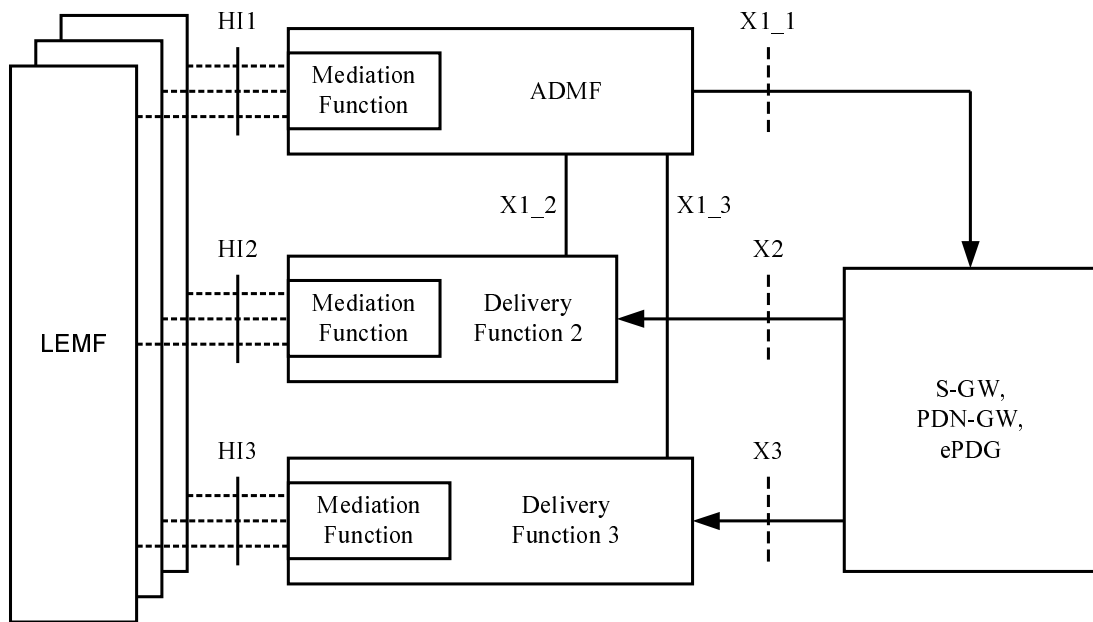 HI1
X1_1
Mediation
Function
ADMF
X1_2
X1_3
HI2
X2
Mediation
Function
Delivery
Function 2
LEMF
S-GW,
PDN-GW,
ePDG
HI3
X3
Mediation
Function
Delivery
Function 3